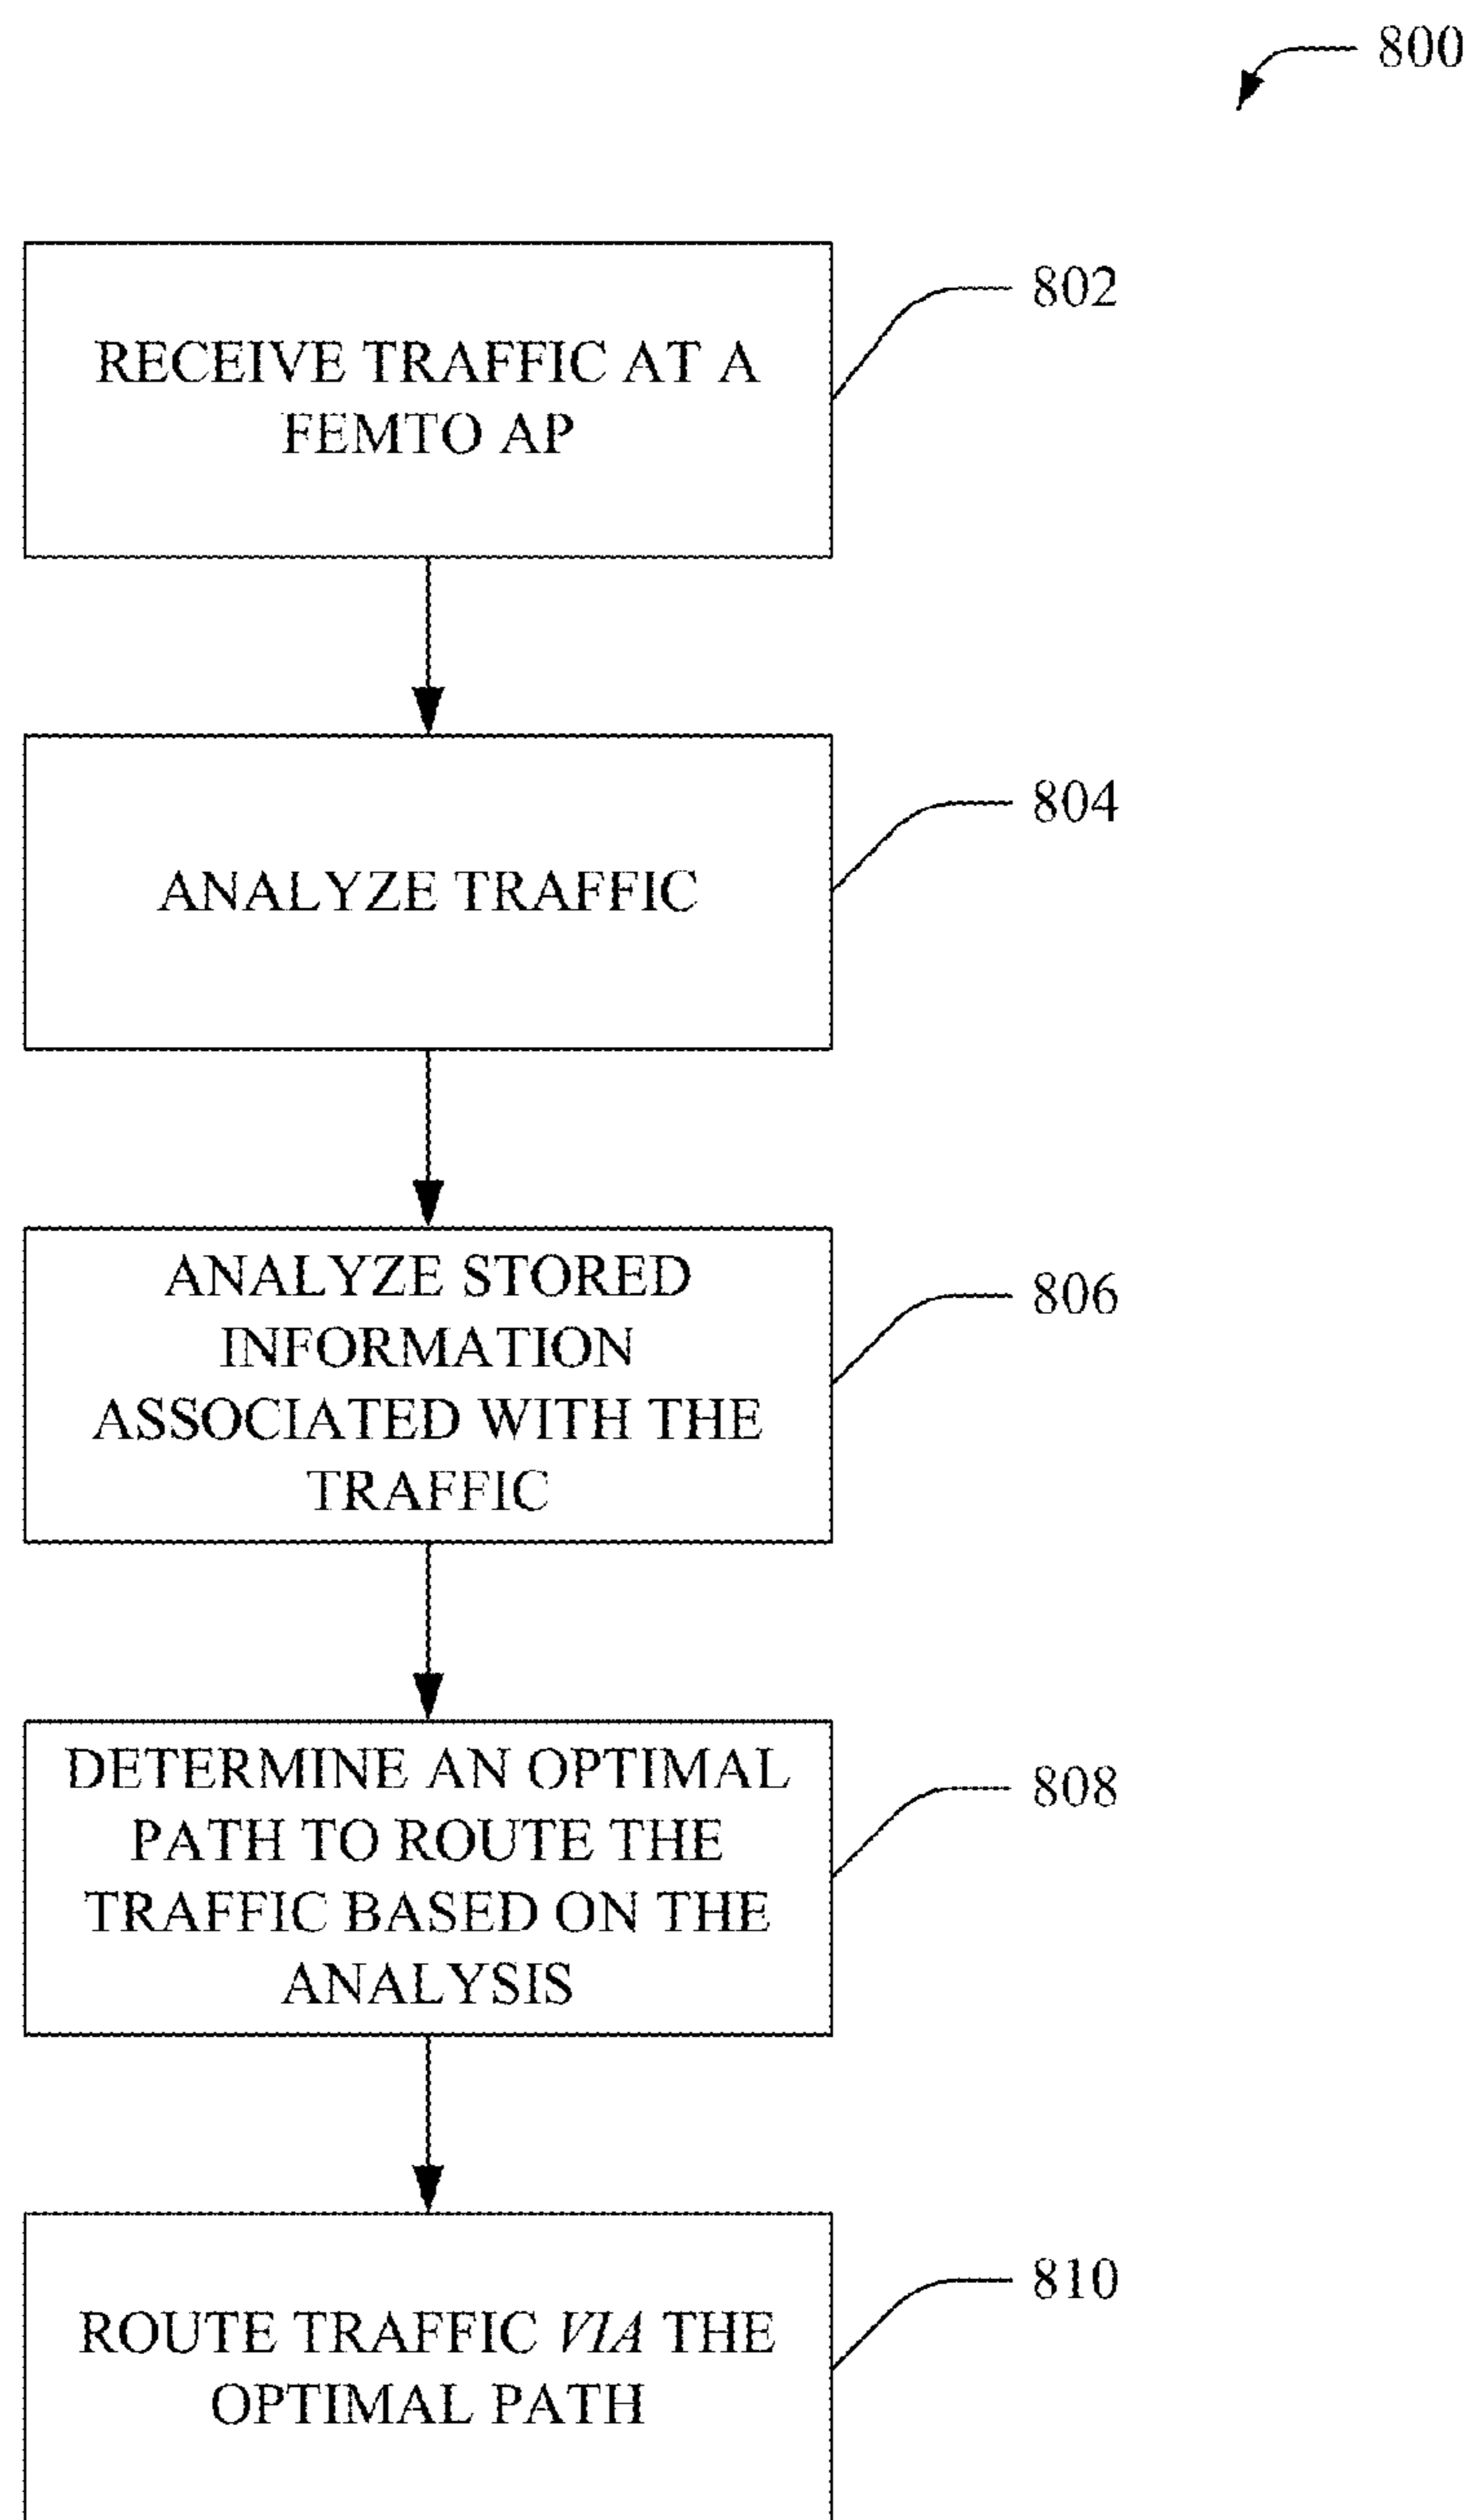 800
RECEIVE TRAFFIC AT A
FEMTO AP
802
ANALYZE TRAFFIC
804
ANALYZE STORED
INFORMATION
ASSOCIATED WITH THE
TRAFFIC
806
DETERMINE AN OPTIMAL
PATH TO ROUTE THE
TRAFFIC BASED ON THE
ANALYSIS
808
ROUTE TRAFFIC VIA THE
OPTIMAL PATH
810